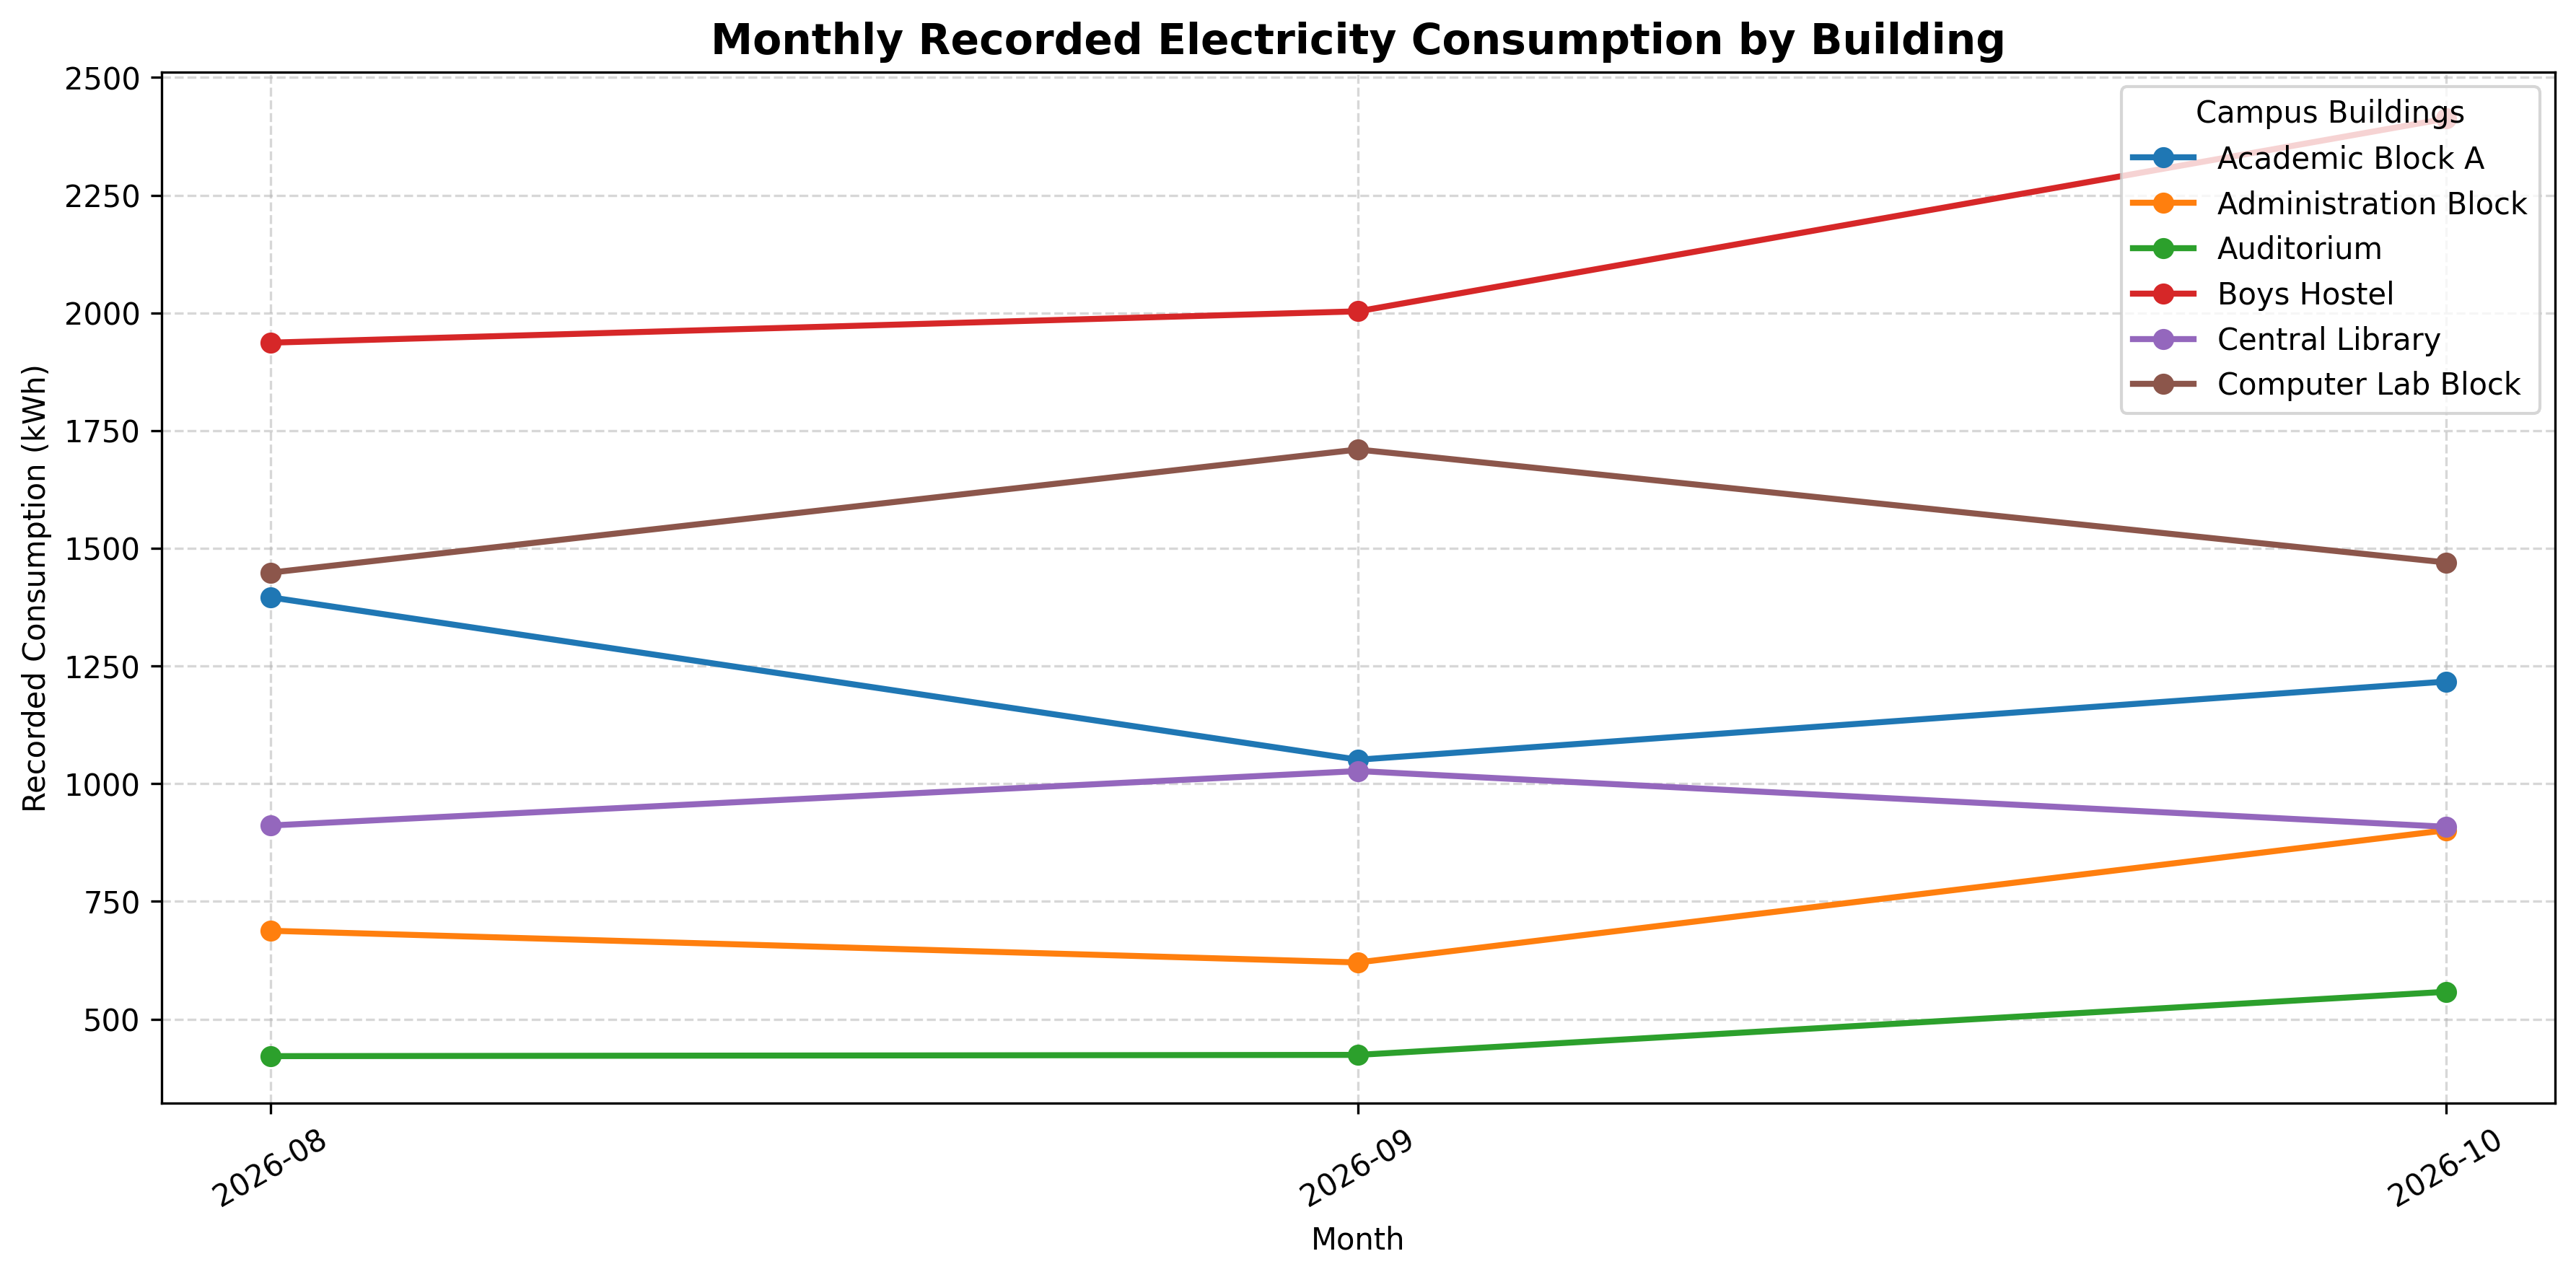 Monthly Recorded Electricity Consumption by Building
Recorded Consumption (kWh)
2500
2250
2000
1750
1500
1250
1000
750
500
Campus Buildings
Academic Block A
Administration Block
Auditorium
Boys Hostel
Central Library
Computer Lab Block
2026-08
2026-09
2026-10
Month